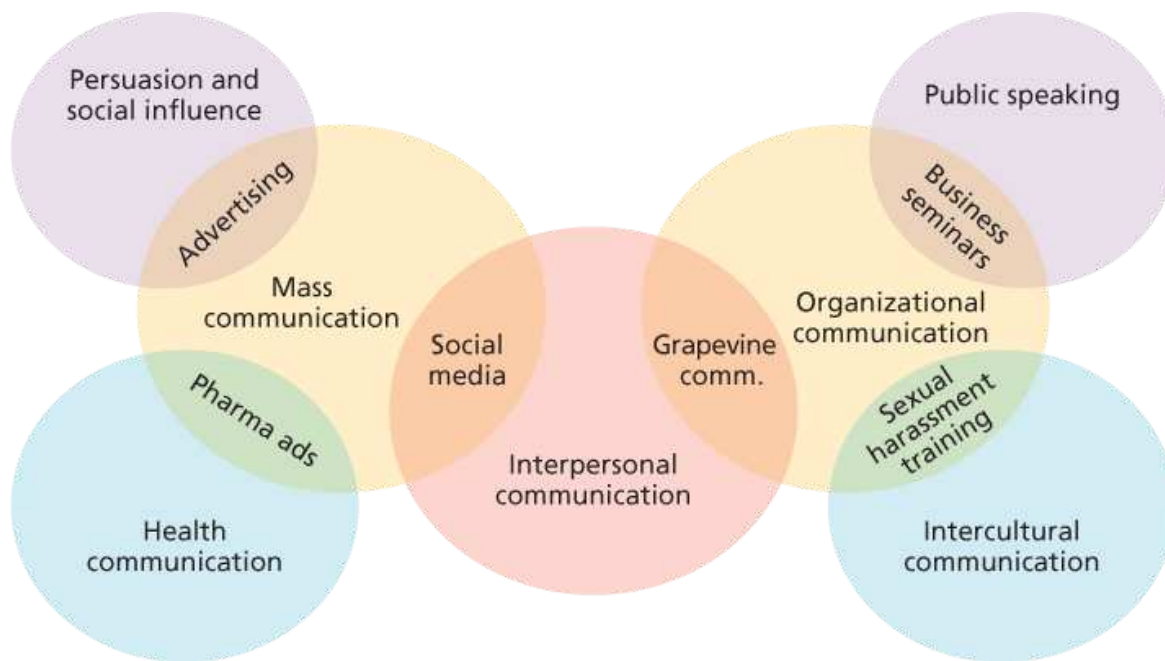 Persuasion and
social influence
Advertising
Mass
communication
Pharma ads
Health
communication
Social
media
Interpersonal
communication
Grapevine
comm.
Public speaking
Business
seminars
Organizational
communication
Sexual
harassment
training
Intercultural
communication